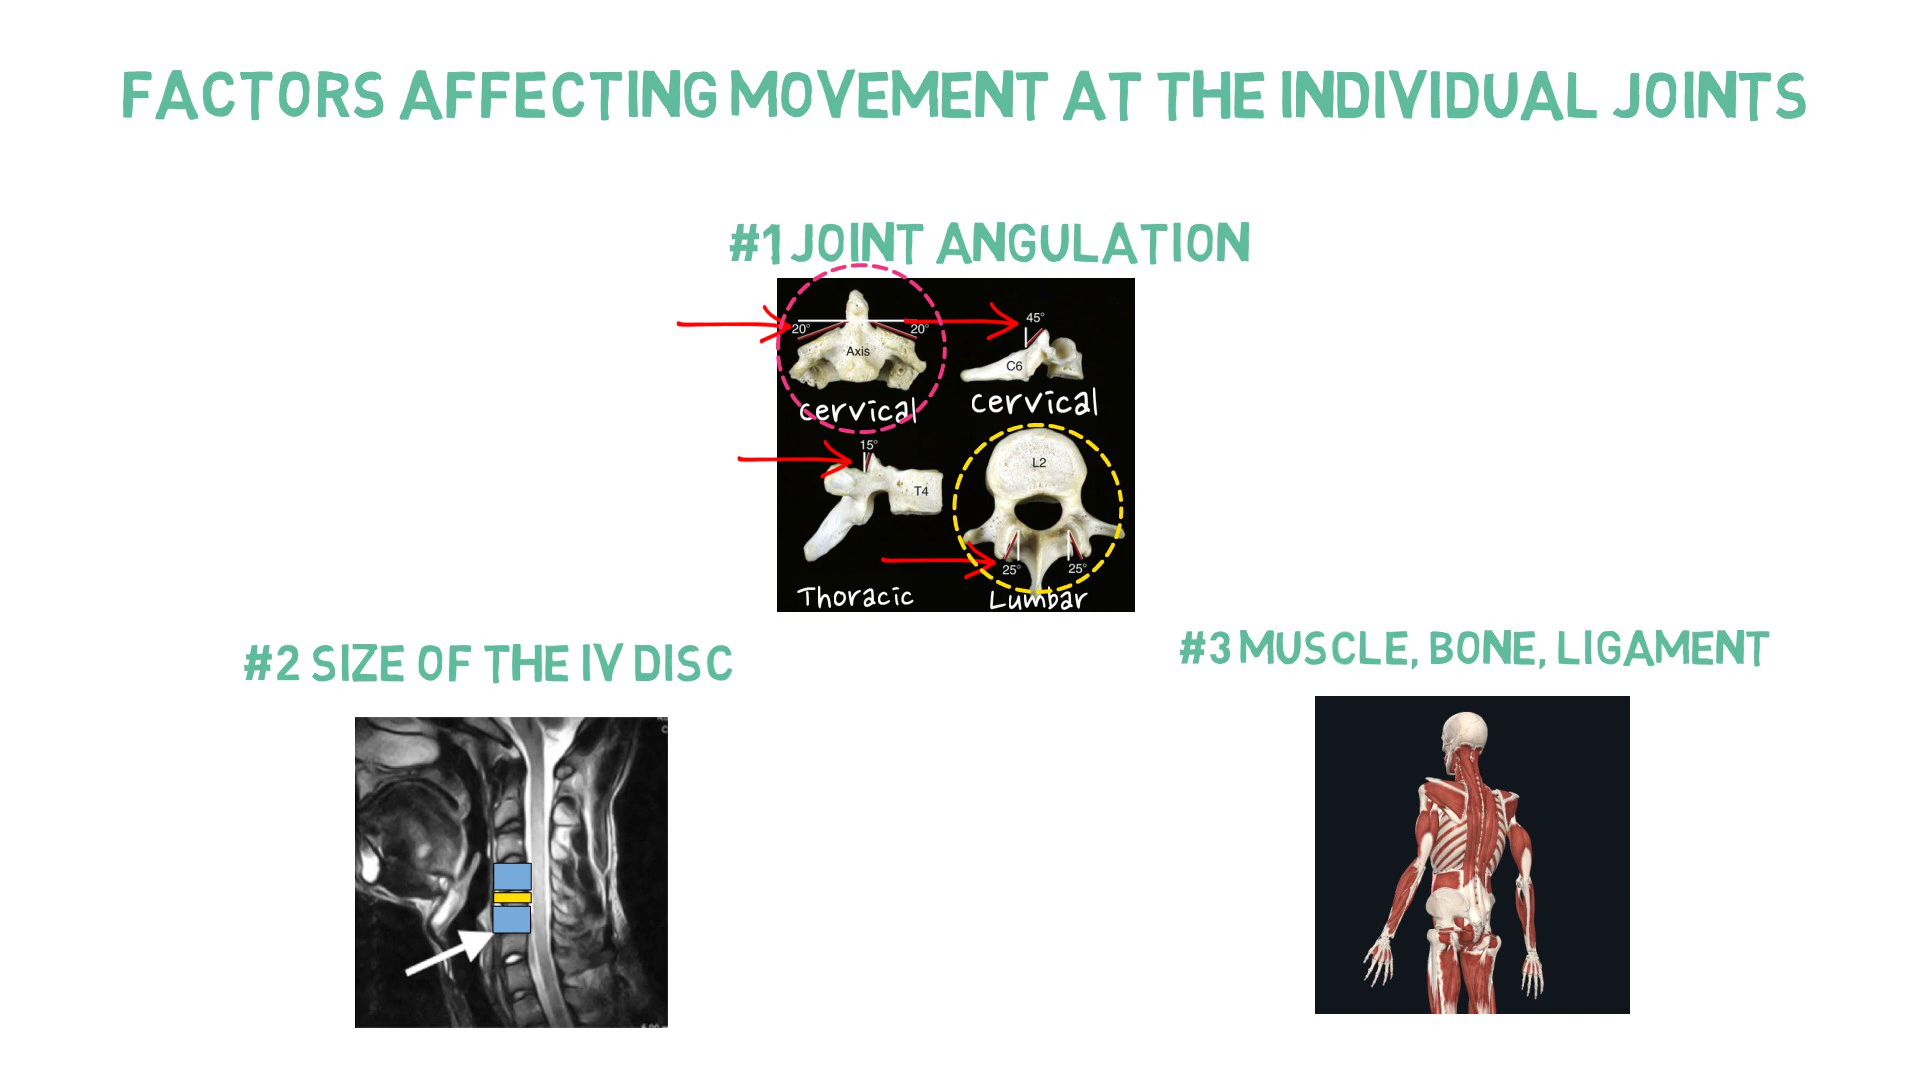 FACTORS AFFECTING MOVEMENT AT THE INDIVIDUAL JOINTS
#1 JOINT ANGULATION
20° 20°
Axis
cervical
45°
C6
cervical
15°
T4
Thoracic
L2
25° 25°
Lumbar
#2 SIZE OF THE IV DISC
#3 MUSCLE, BONE, LIGAMENT